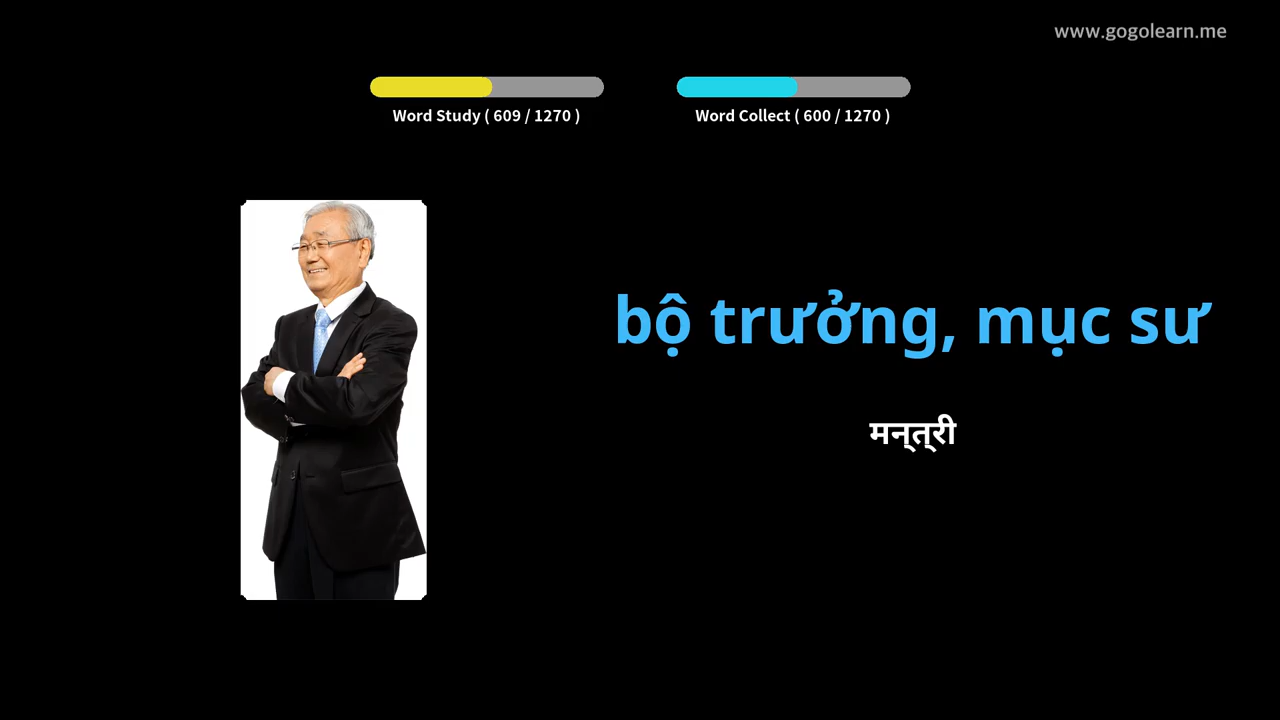 www.gogolearn.me
Word Study ( 609 / 1270 )
Word Collect ( 600 / 1270 )
bộ trưởng, mục sư
मन्त्री